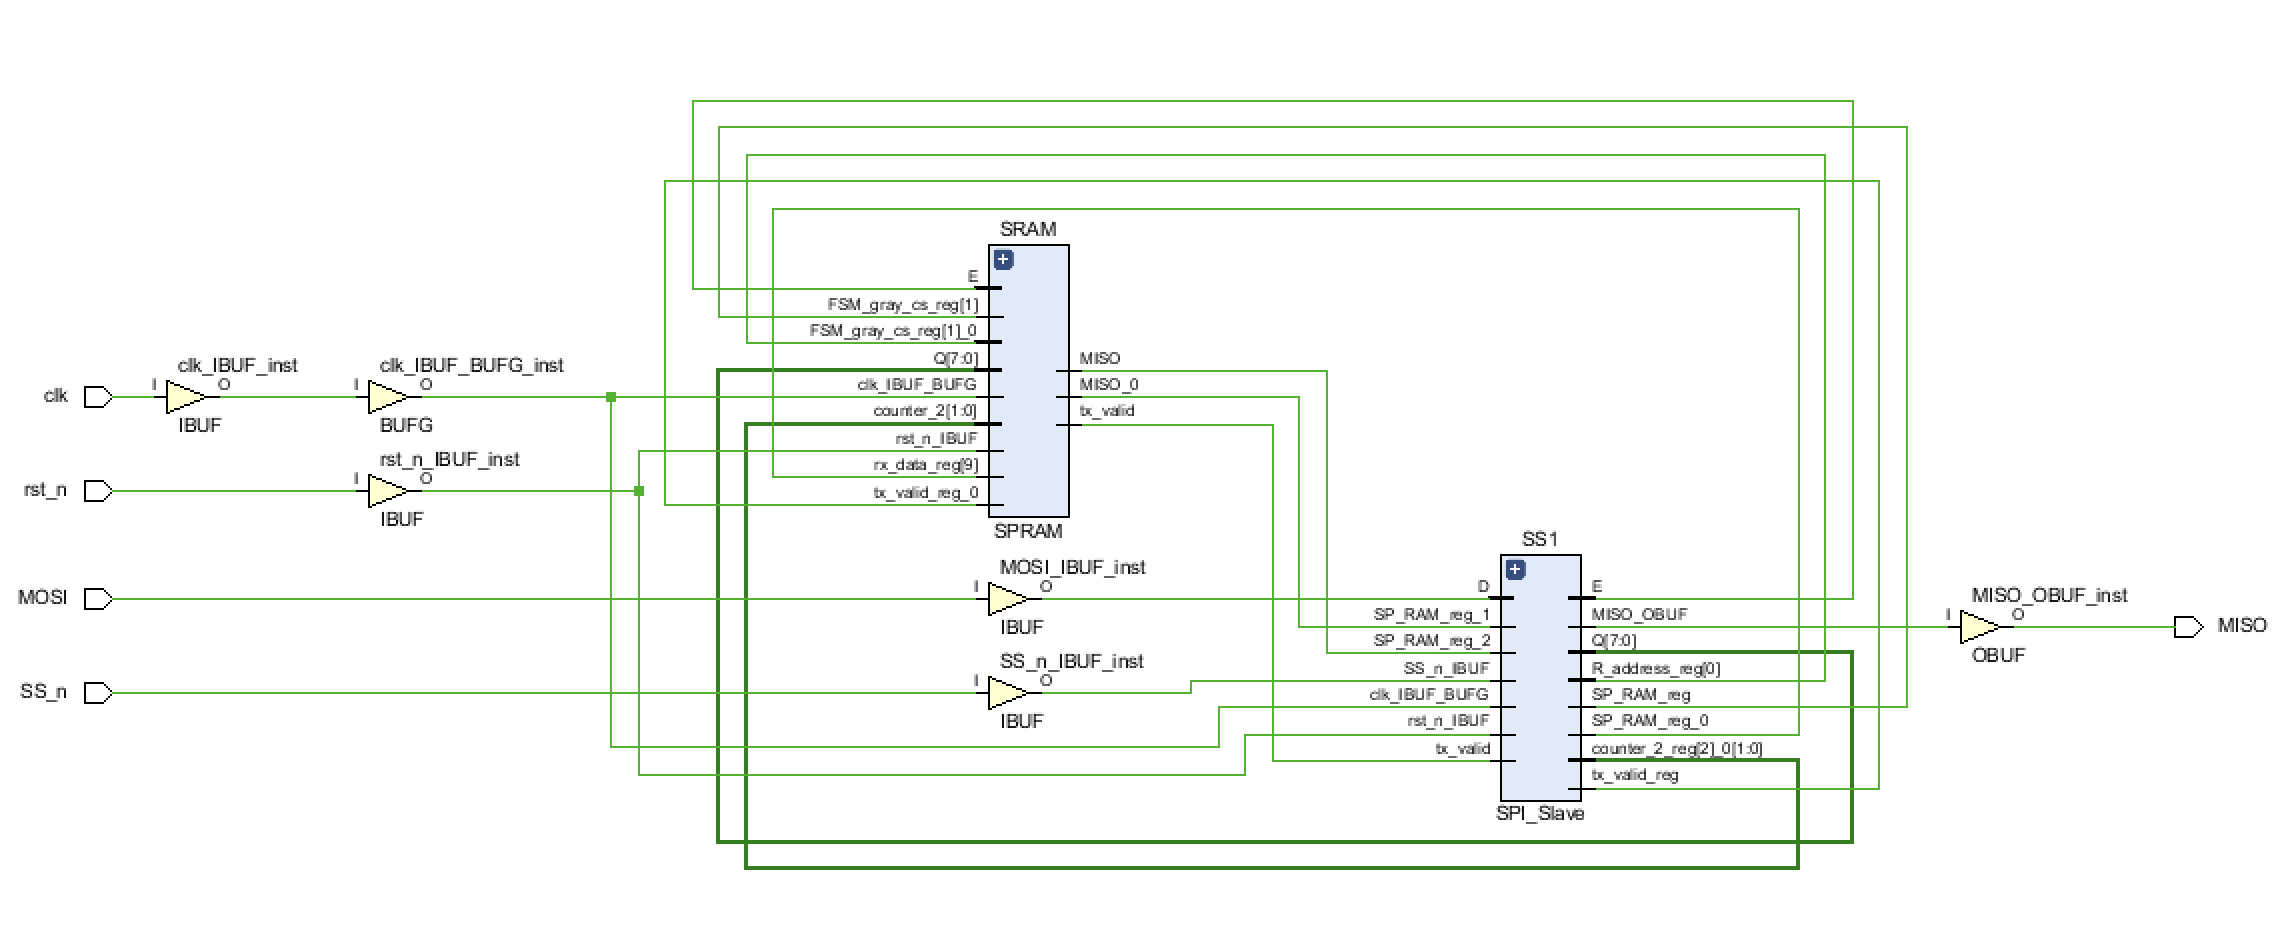 SRAM
E
FSM_gray_cs_reg[1]
FSM_gray_cs_reg[1]_0
Q[7:0]
clk_IBUF_BUFG
counter_2[1:0]
rst_n_IBUF
rx_data_reg[9]
tx_valid_reg_0
MISO
MISO_0
tx_valid
SPRAM
clk
I
clk_IBUF_inst
O
IBUF
I
clk_IBUF_BUFG_inst
O
BUFG
rst_n
I
rst_n_IBUF_inst
O
IBUF
MOSI
I
MOSI_IBUF_inst
O
IBUF
SS_n
I
SS_n_IBUF_inst
O
IBUF
SS1
D
SP_RAM_reg_1
SP_RAM_reg_2
SS_n_IBUF
clk_IBUF_BUFG
rst_n_IBUF
tx_valid
E
MISO_OBUF
Q[7:0]
R_address_reg[0]
SP_RAM_reg
SP_RAM_reg_0
counter_2_reg[2]_0[1:0]
tx_valid_reg
SPI_Slave
I
MISO_OBUF_inst
O
OBUF
MISO